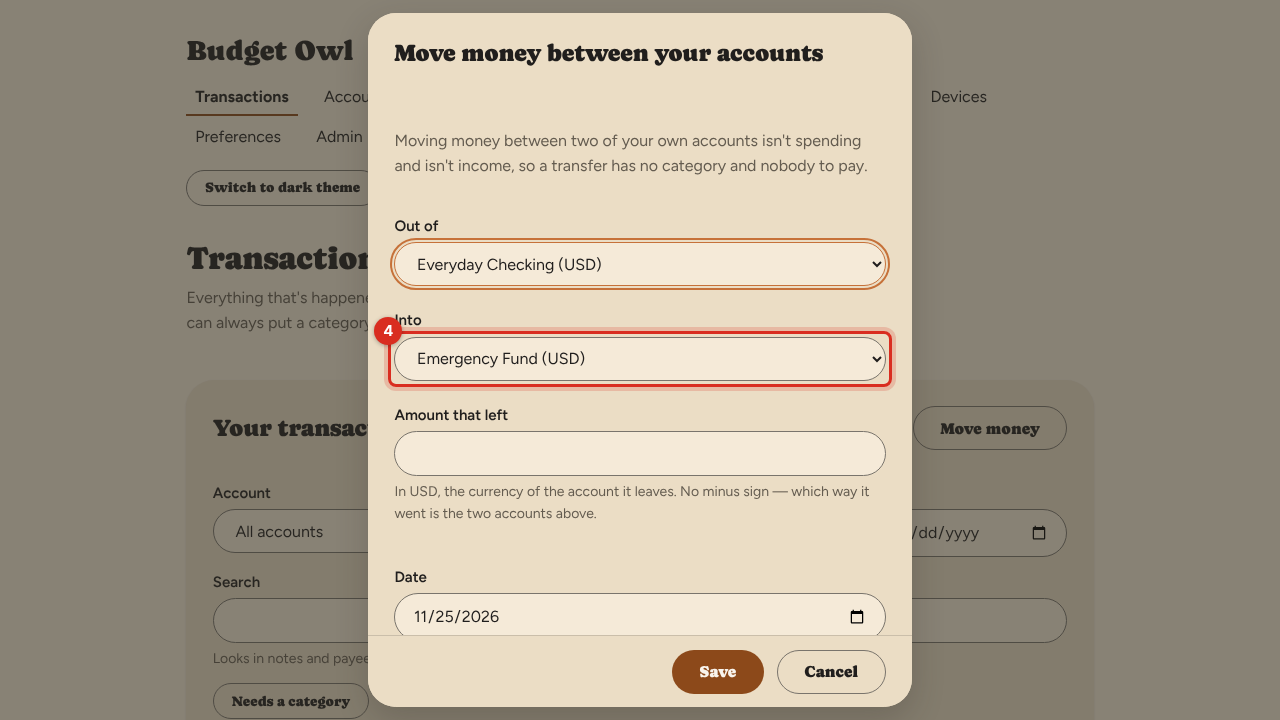 Budget Owl
Transactions
Devices
Preferences
Admin
Switch to dark theme
Everything that's
can always put a category
Account
All accounts
/dd/yyyy
Search
Looks in notes and
Needs a category
Move money
Move money between your accounts
Moving money between two of your own accounts isn't spending
and isn't income, so a transfer has no category and nobody to pay.
Out of
Everyday Checking (USD)
Into
4
Emergency Fund (USD)
Amount that left
In USD, the currency of the account it leaves. No minus sign — which way it
went is the two accounts above.
Date
11/25/2026
Save
Cancel